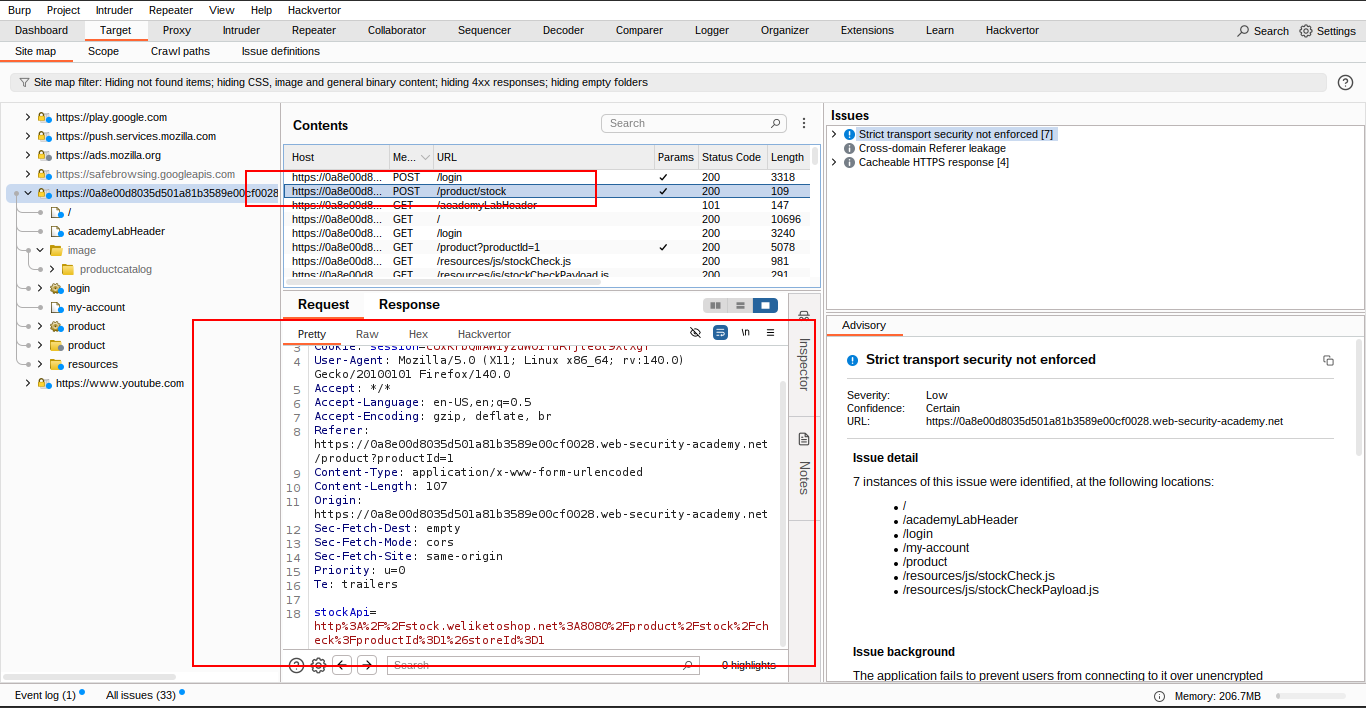 Burp Project Intruder Repeater View Help Hackvertor
Dashboard Target Proxy Intruder Repeater Collaborator Sequencer Decoder Comparer Logger Organizer Extensions Learn Hackvertor Search Settings
Site map Scope Crawl paths Issue definitions
Site map filter: Hiding not found items; hiding CSS, image and general binary content; hiding 4xx responses; hiding empty folders
https://play.google.com
https://push.services.mozilla.com
https://ads.mozilla.org
https://safebrowsing.googleapis.com
https://0a8e00d8035d501a81b3589e00cf0028
/
academyLabHeader
image
productcatalog
login
my-account
product
product
resources
https://www.youtube.com
Contents
Search
Host Me... URL Params Status Code Length
https://0a8e00d8... POST /login ✓ 200 3318
https://0a8e00d8... POST /product/stock ✓ 200 109
https://0a8e00d8... GET /academyLabHeader 101 147
https://0a8e00d8... GET / 200 10696
https://0a8e00d8... GET /login 200 3240
https://0a8e00d8... GET /product?productId=1 ✓ 200 5078
https://0a8e00d8... GET /resources/js/stockCheck.js 200 981
https://0a8e00d8... GET /resources/js/stockCheckPayload.js 200 291
Request Response
Pretty Raw Hex Hackvertor
\n
3 Cookie:
4 User-Agent: Mozilla/5.0 (X11; Linux x86_64; rv:140.0)
Gecko/20100101 Firefox/140.0
5 Accept: */*
6 Accept-Language: en-US,en;q=0.5
7 Accept-Encoding: gzip, deflate, br
8 Referer:
https://0a8e00d8035d501a81b3589e00cf0028.web-security-academy.net
/product?productId=1
9 Content-Type: application/x-www-form-urlencoded
10 Content-Length: 107
11 Origin:
https://0a8e00d8035d501a81b3589e00cf0028.web-security-academy.net
12 Sec-Fetch-Dest: empty
13 Sec-Fetch-Mode: cors
14 Sec-Fetch-Site: same-origin
15 Priority: u=0
16 Te: trailers
17
18 stockApi=
http%3A%2F%2Fstock.weliketoshop.net%3A8080%2Fproduct%2Fstock%2Fch
eck%3FproductId%3D1%26storeId%3D1
Search 0 highlights
Inspector
Notes
Issues
Strict transport security not enforced [7]
Cross-domain Referer leakage
Cacheable HTTPS response [4]
Advisory
Strict transport security not enforced
Severity: Low
Confidence: Certain
URL: https://0a8e00d8035d501a81b3589e00cf0028.web-security-academy.net
Issue detail
7 instances of this issue were identified, at the following locations:
• /
• /academyLabHeader
• /login
• /my-account
• /product
• /resources/js/stockCheck.js
• /resources/js/stockCheckPayload.js
Issue background
The application fails to prevent users from connecting to it over unencrypted
Event log (1) All issues (33) Memory: 206.7MB